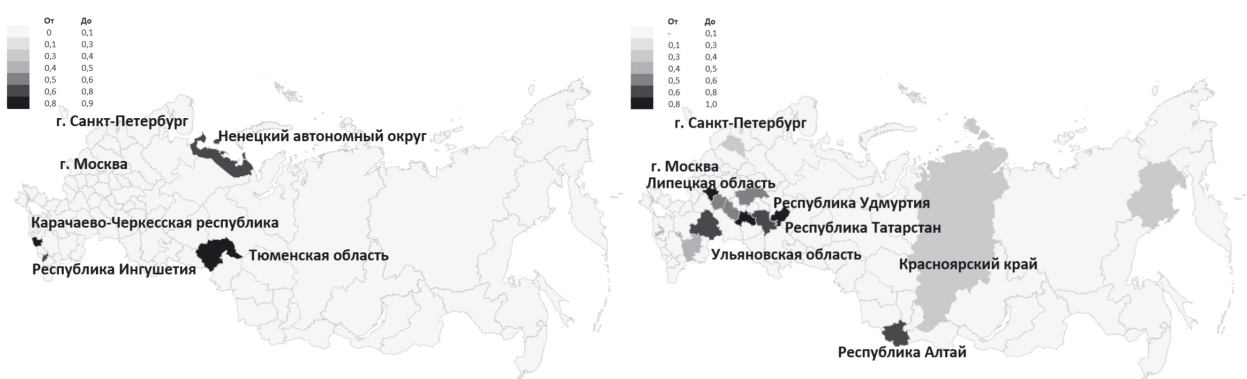 От До
0 0,1
0,1 0,3
0,3 0,4
0,4 0,5
0,5 0,6
0,6 0,8
0,8 0,9
г. Санкт-Петербург
Ненецкий автономный округ
г. Москва
Карачаево-Черкесская республика
Тюменская область
Республика Ингушетия
От До
- 0,1
0,1 0,3
0,3 0,4
0,4 0,5
0,5 0,6
0,6 0,8
0,8 1,0
г. Санкт-Петербург
г. Москва
Липецкая область
Республика Удмуртия
Республика Татарстан
Ульяновская область
Красноярский край
Республика Алтай